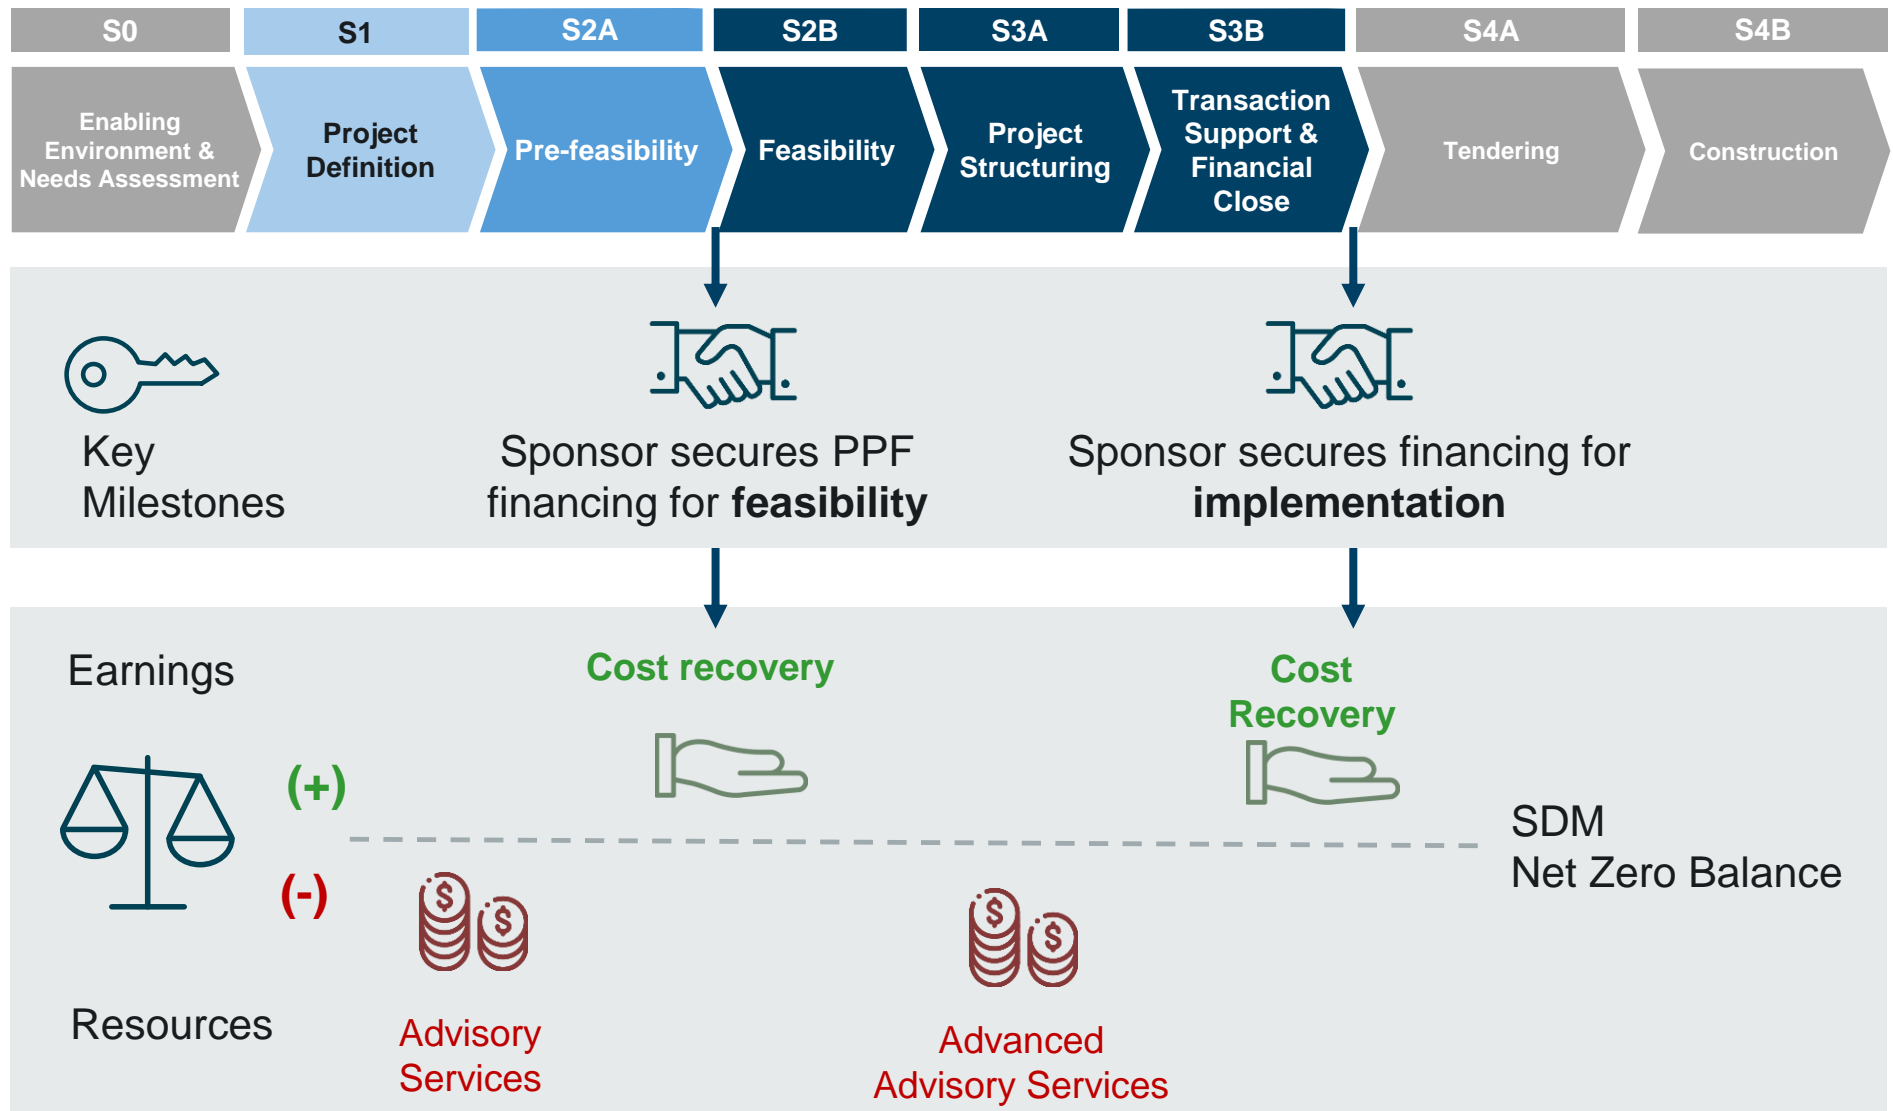 S0
S1
S2A
S2B
S3A
S3B
S4A
S4B
Enabling
Environment &
Needs Assessment
Project
Definition
Pre-feasibility
Feasibility
Project
Structuring
Transaction
Support &
Financial
Close
Tendering
Construction
Key
Milestones
Sponsor secures PPF
financing for feasibility
Sponsor secures financing for
implementation
Earnings
Cost recovery
Cost
Recovery
(+)
(-)
SDM
Net Zero Balance
$
$
$
$
Resources
Advisory
Services
Advanced
Advisory Services